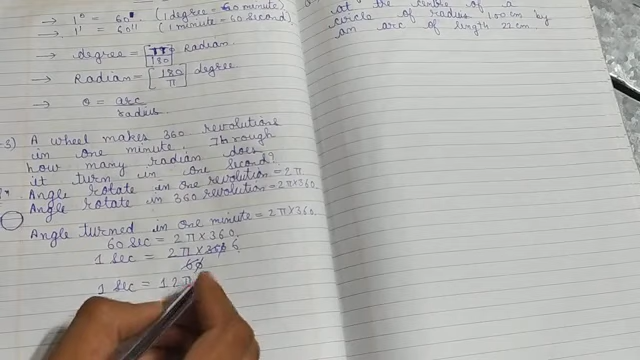 → 1° = 60' (1 degree = 60 minute)
→ 1' = 60" (1 minute = 60 second)
→ degree = [π/180] Radian.
→ Radian = [180/π] degree
→ θ = arc/radius
3) A wheel makes 360 revolutions
in one minute. Through
how many radian does
it turn in one second?
Angle rotate in one revolution = 2π
Angle rotate in 360 revolution = 2π×360
Angle turned in one minute = 2π×360
60 sec = 2π×360
1 sec = 2π×360 6
60
1 sec = 12π
at the centre of a
circle of radius 100 cm by
an arc of length 22 cm.